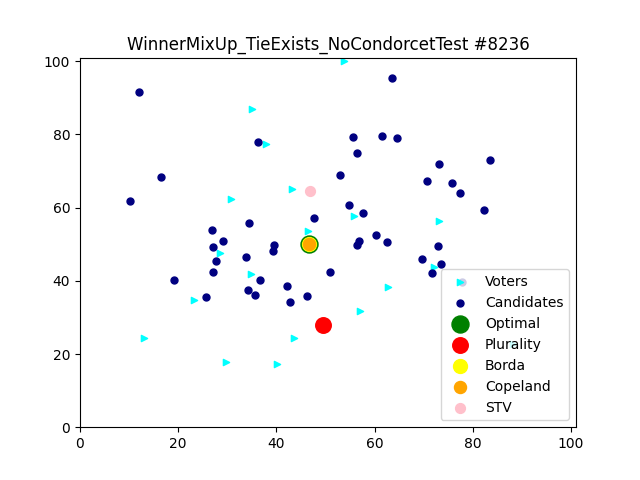 WinnerMixUp_TieExists_NoCondorcetTest #8236
100
80
60
40
20
0
0
20
40
60
80
100
Voters
Candidates
Optimal
Plurality
Borda
Copeland
STV